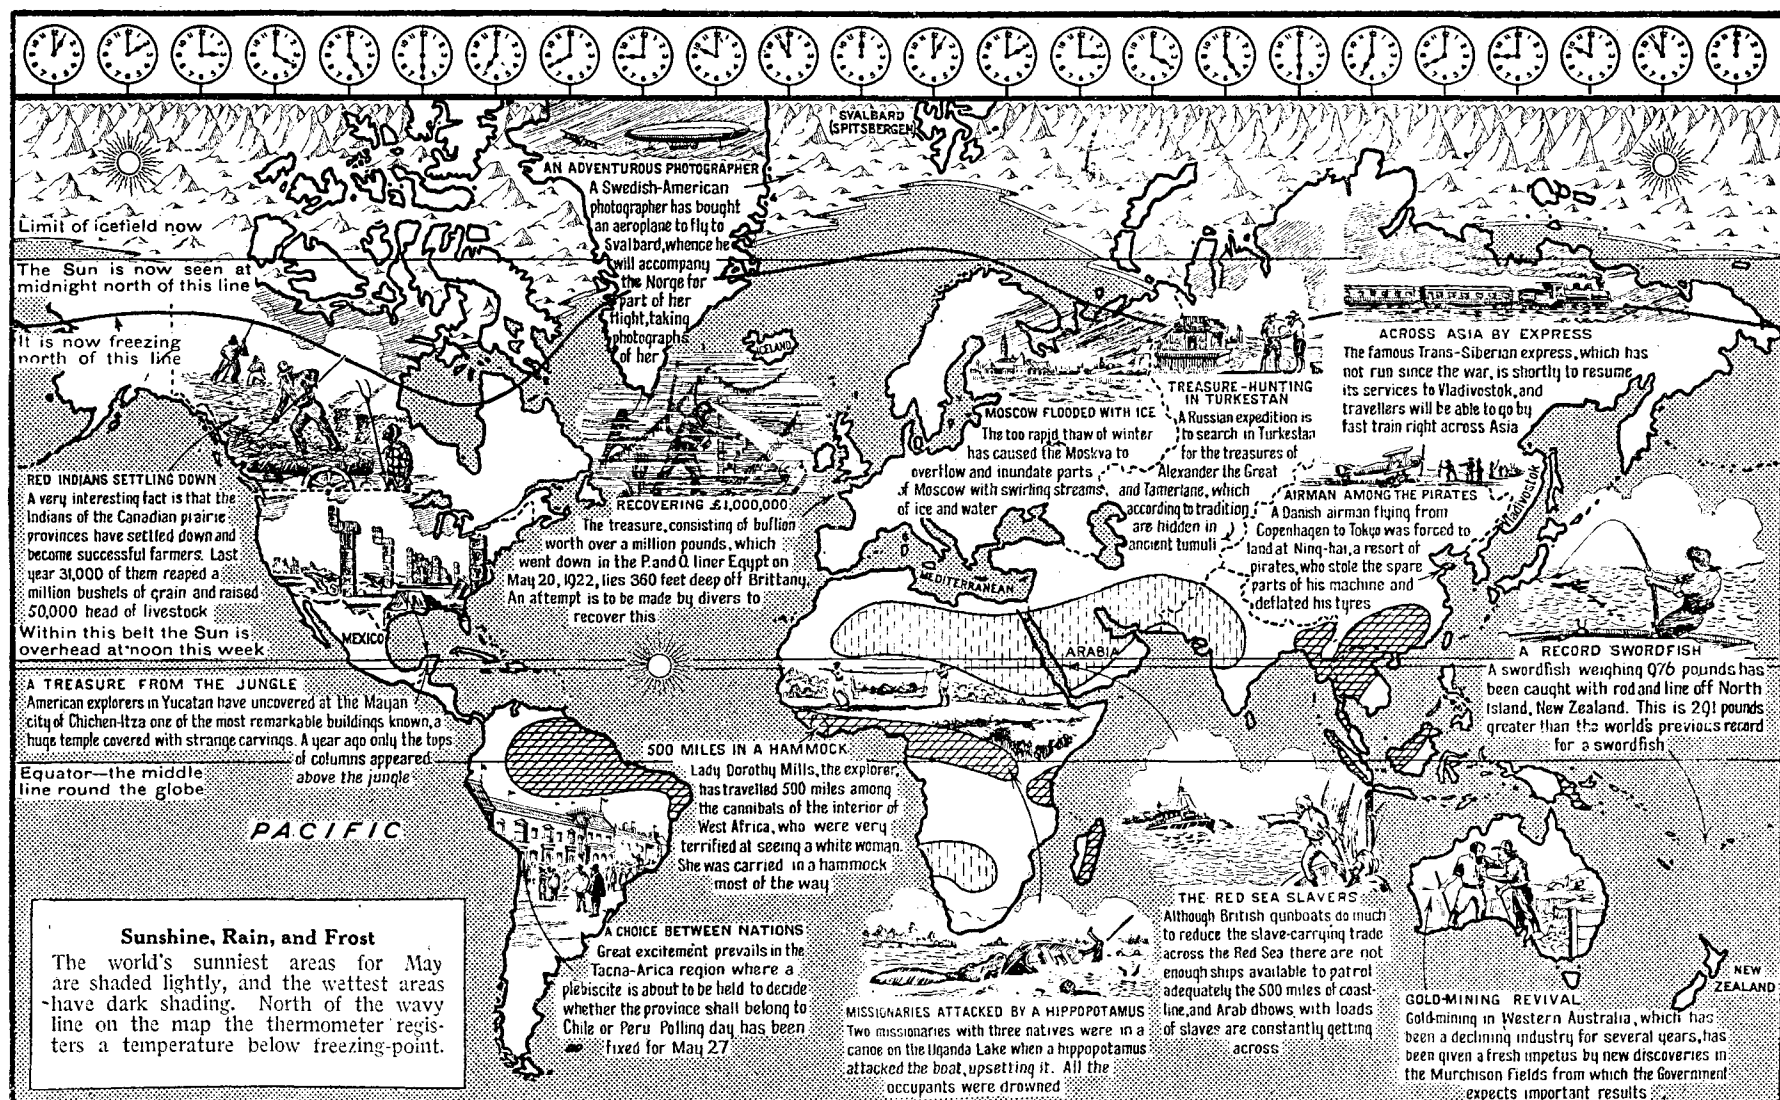 SVALBARD
(SPITSBERGEN)
AN ADVENTUROUS PHOTOGRAPHER
A Swedish-American
photographer has bought
an aeroplane to fly to
Svalbard, whence he
will accompany
the Norge for
part of her
flight, taking
photographs
of her
Limit of icefield now
The Sun is now seen at
midnight north of this line
It is now freezing
north of this line
ICELAND
ACROSS ASIA BY EXPRESS
The famous Trans-Siberian express, which has
not run since the war, is shortly to resume
its services to Vladivostok, and
travellers will be able to go by
fast train right across Asia
TREASURE-HUNTING
IN TURKESTAN
A Russian expedition is
to search in Turkestan
for the treasures of
Alexander the Great
and Tamerlane, which
according to tradition
are hidden in
ancient tumuli
MOSCOW FLOODED WITH ICE
The too rapid thaw of winter
has caused the Moskva to
overflow and inundate parts
of Moscow with swirling streams
of ice and water
RED INDIANS SETTLING DOWN
A very interesting fact is that the
Indians of the Canadian prairie
provinces have settled down and
become successful farmers. Last
year 31,000 of them reaped a
million bushels of grain and raised
50,000 head of livestock
RECOVERING £1,000,000
The treasure, consisting of bullion
worth over a million pounds, which
went down in the P. and O. liner Egypt on
May 20, 1922, lies 360 feet deep off Brittany.
An attempt is to be made by divers to
recover this
AIRMAN AMONG THE PIRATES
A Danish airman flying from
Copenhagen to Tokyo was forced to
land at Ning-hai, a resort of
pirates, who stole the spare
parts of his machine and
deflated his tyres
Vladivostok
MEDITERRANEAN
Within this belt the Sun is
overhead at noon this week
MEXICO
ARABIA
A RECORD SWORDFISH
A swordfish weighing 976 pounds has
been caught with rod and line off North
Island, New Zealand. This is 291 pounds
greater than the world's previous record
for a swordfish
A TREASURE FROM THE JUNGLE
American explorers in Yucatan have uncovered at the Mayan
city of Chichen-Itza one of the most remarkable buildings known, a
huge temple covered with strange carvings. A year ago only the tops
of columns appeared
above the jungle
Equator—the middle
line round the globe
PACIFIC
500 MILES IN A HAMMOCK
Lady Dorothy Mills, the explorer,
has travelled 500 miles among
the cannibals of the interior of
West Africa, who were very
terrified at seeing a white woman.
She was carried in a hammock
most of the way
THE RED SEA SLAVERS
Although British gunboats do much
to reduce the slave-carrying trade
across the Red Sea there are not
enough ships available to patrol
adequately the 500 miles of coast-
line, and Arab dhows with loads
of slaves are constantly getting
across
A CHOICE BETWEEN NATIONS
Great excitement prevails in the
Tacna-Arica region where a
plebiscite is about to be held to decide
whether the province shall belong to
Chile or Peru Polling day has been
fixed for May 27
MISSIONARIES ATTACKED BY A HIPPOPOTAMUS
Two missionaries with three natives were in a
canoe on the Uganda Lake when a hippopotamus
attacked the boat, upsetting it. All the
occupants were drowned
NEW
ZEALAND
GOLD-MINING REVIVAL
Gold-mining in Western Australia, which has
been a declining industry for several years, has
been given a fresh impetus by new discoveries in
the Murchison Fields from which the Government
expects important results
Sunshine, Rain, and Frost
The world's sunniest areas for May
are shaded lightly, and the wettest areas
have dark shading. North of the wavy
line on the map the thermometer regis-
ters a temperature below freezing-point.